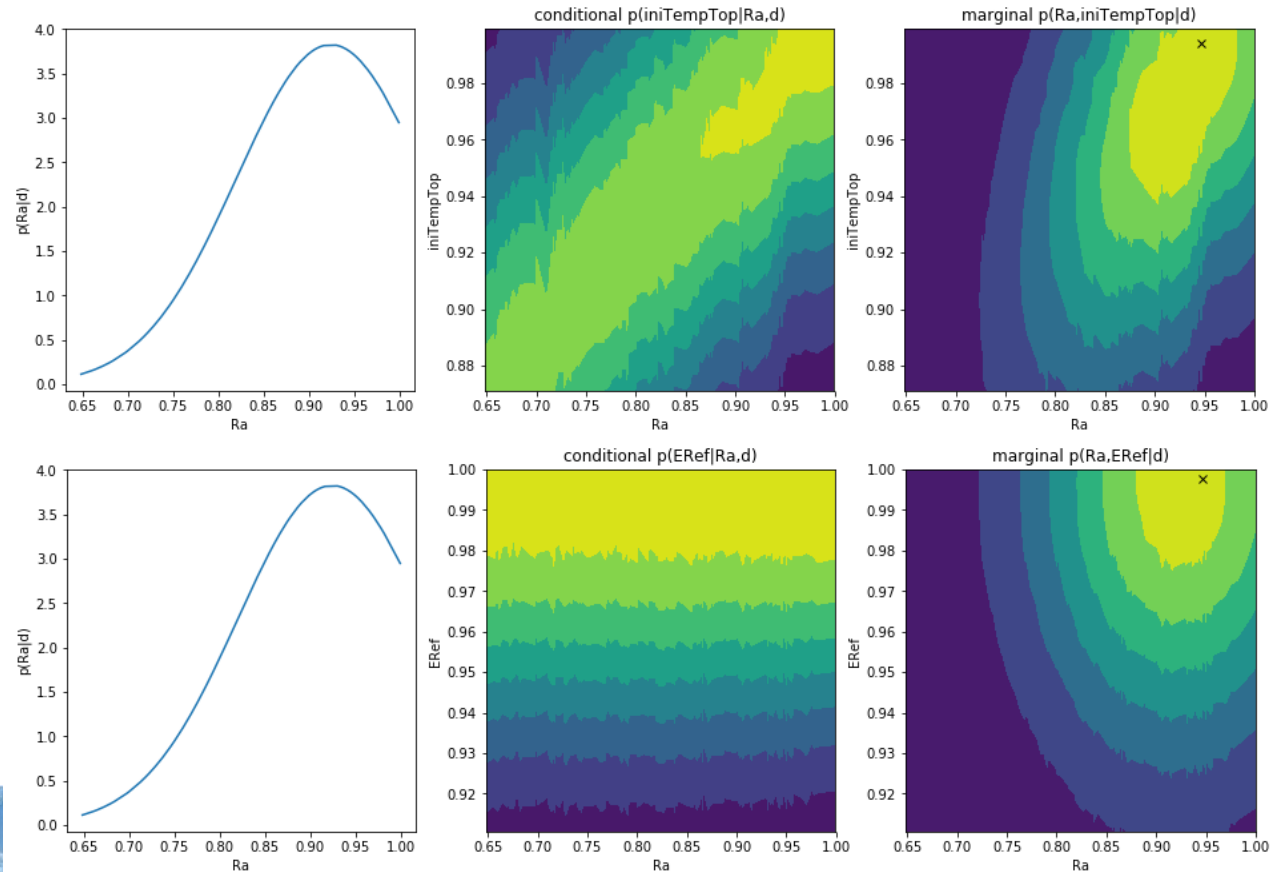 conditional p(iniTempTop|Ra,d)
marginal p(Ra,iniTempTop|d)
4.0
3.5
3.0
2.5
2.0
1.5
1.0
0.5
0.0
p(Ra|d)
0.65 0.70 0.75 0.80 0.85 0.90 0.95 1.00
Ra
0.98
0.96
0.94
0.92
0.90
0.88
iniTempTop
0.65 0.70 0.75 0.80 0.85 0.90 0.95 1.00
Ra
0.98
0.96
0.94
0.92
0.90
0.88
iniTempTop
0.65 0.70 0.75 0.80 0.85 0.90 0.95 1.00
Ra
conditional p(ERef|Ra,d)
marginal p(Ra,ERef|d)
4.0
3.5
3.0
2.5
2.0
1.5
1.0
0.5
0.0
p(Ra|d)
0.65 0.70 0.75 0.80 0.85 0.90 0.95 1.00
Ra
1.00
0.99
0.98
0.97
0.96
0.95
0.94
0.93
0.92
ERef
0.65 0.70 0.75 0.80 0.85 0.90 0.95 1.00
Ra
1.00
0.99
0.98
0.97
0.96
0.95
0.94
0.93
0.92
ERef
0.65 0.70 0.75 0.80 0.85 0.90 0.95 1.00
Ra